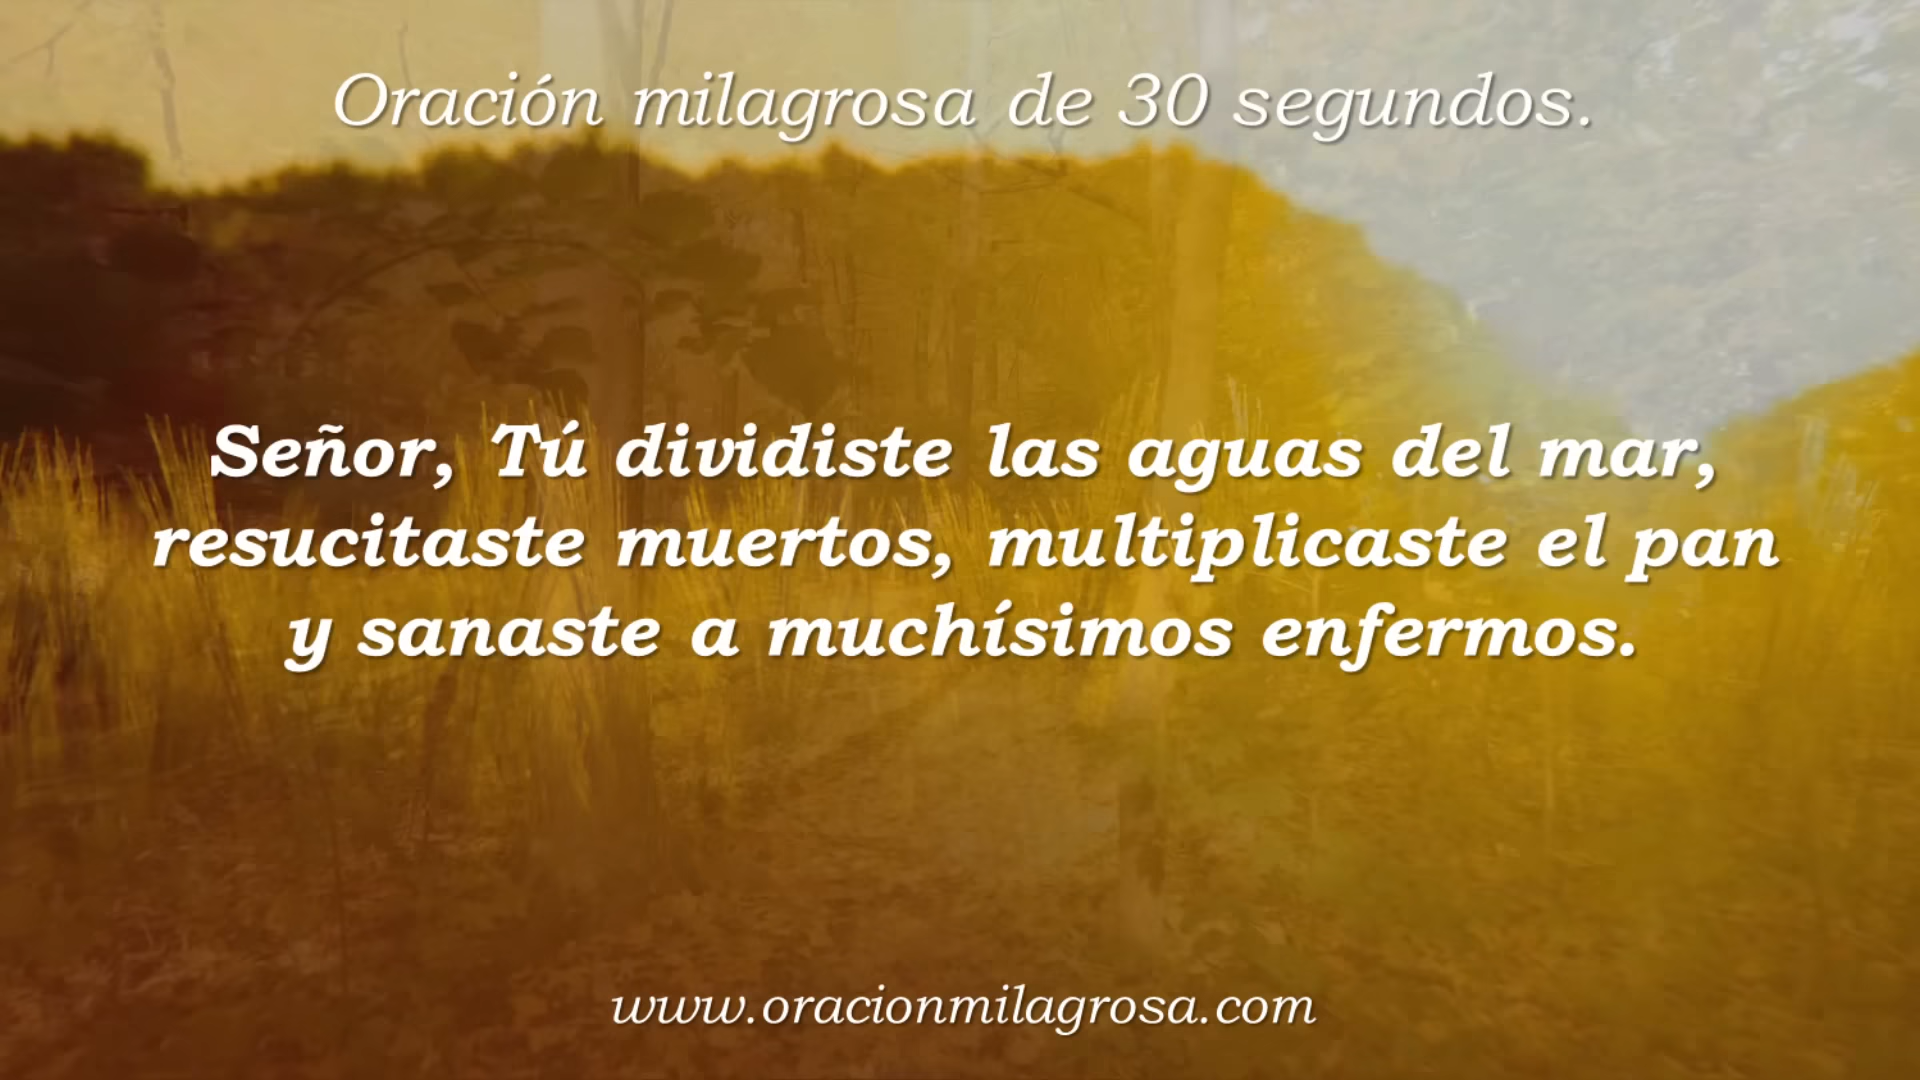 Oración milagrosa de 30 segundos.
Señor, Tú dividiste las aguas del mar,
resucitaste muertos, multiplicaste el pan
y sanaste a muchísimos enfermos.
www.oracionmilagrosa.com